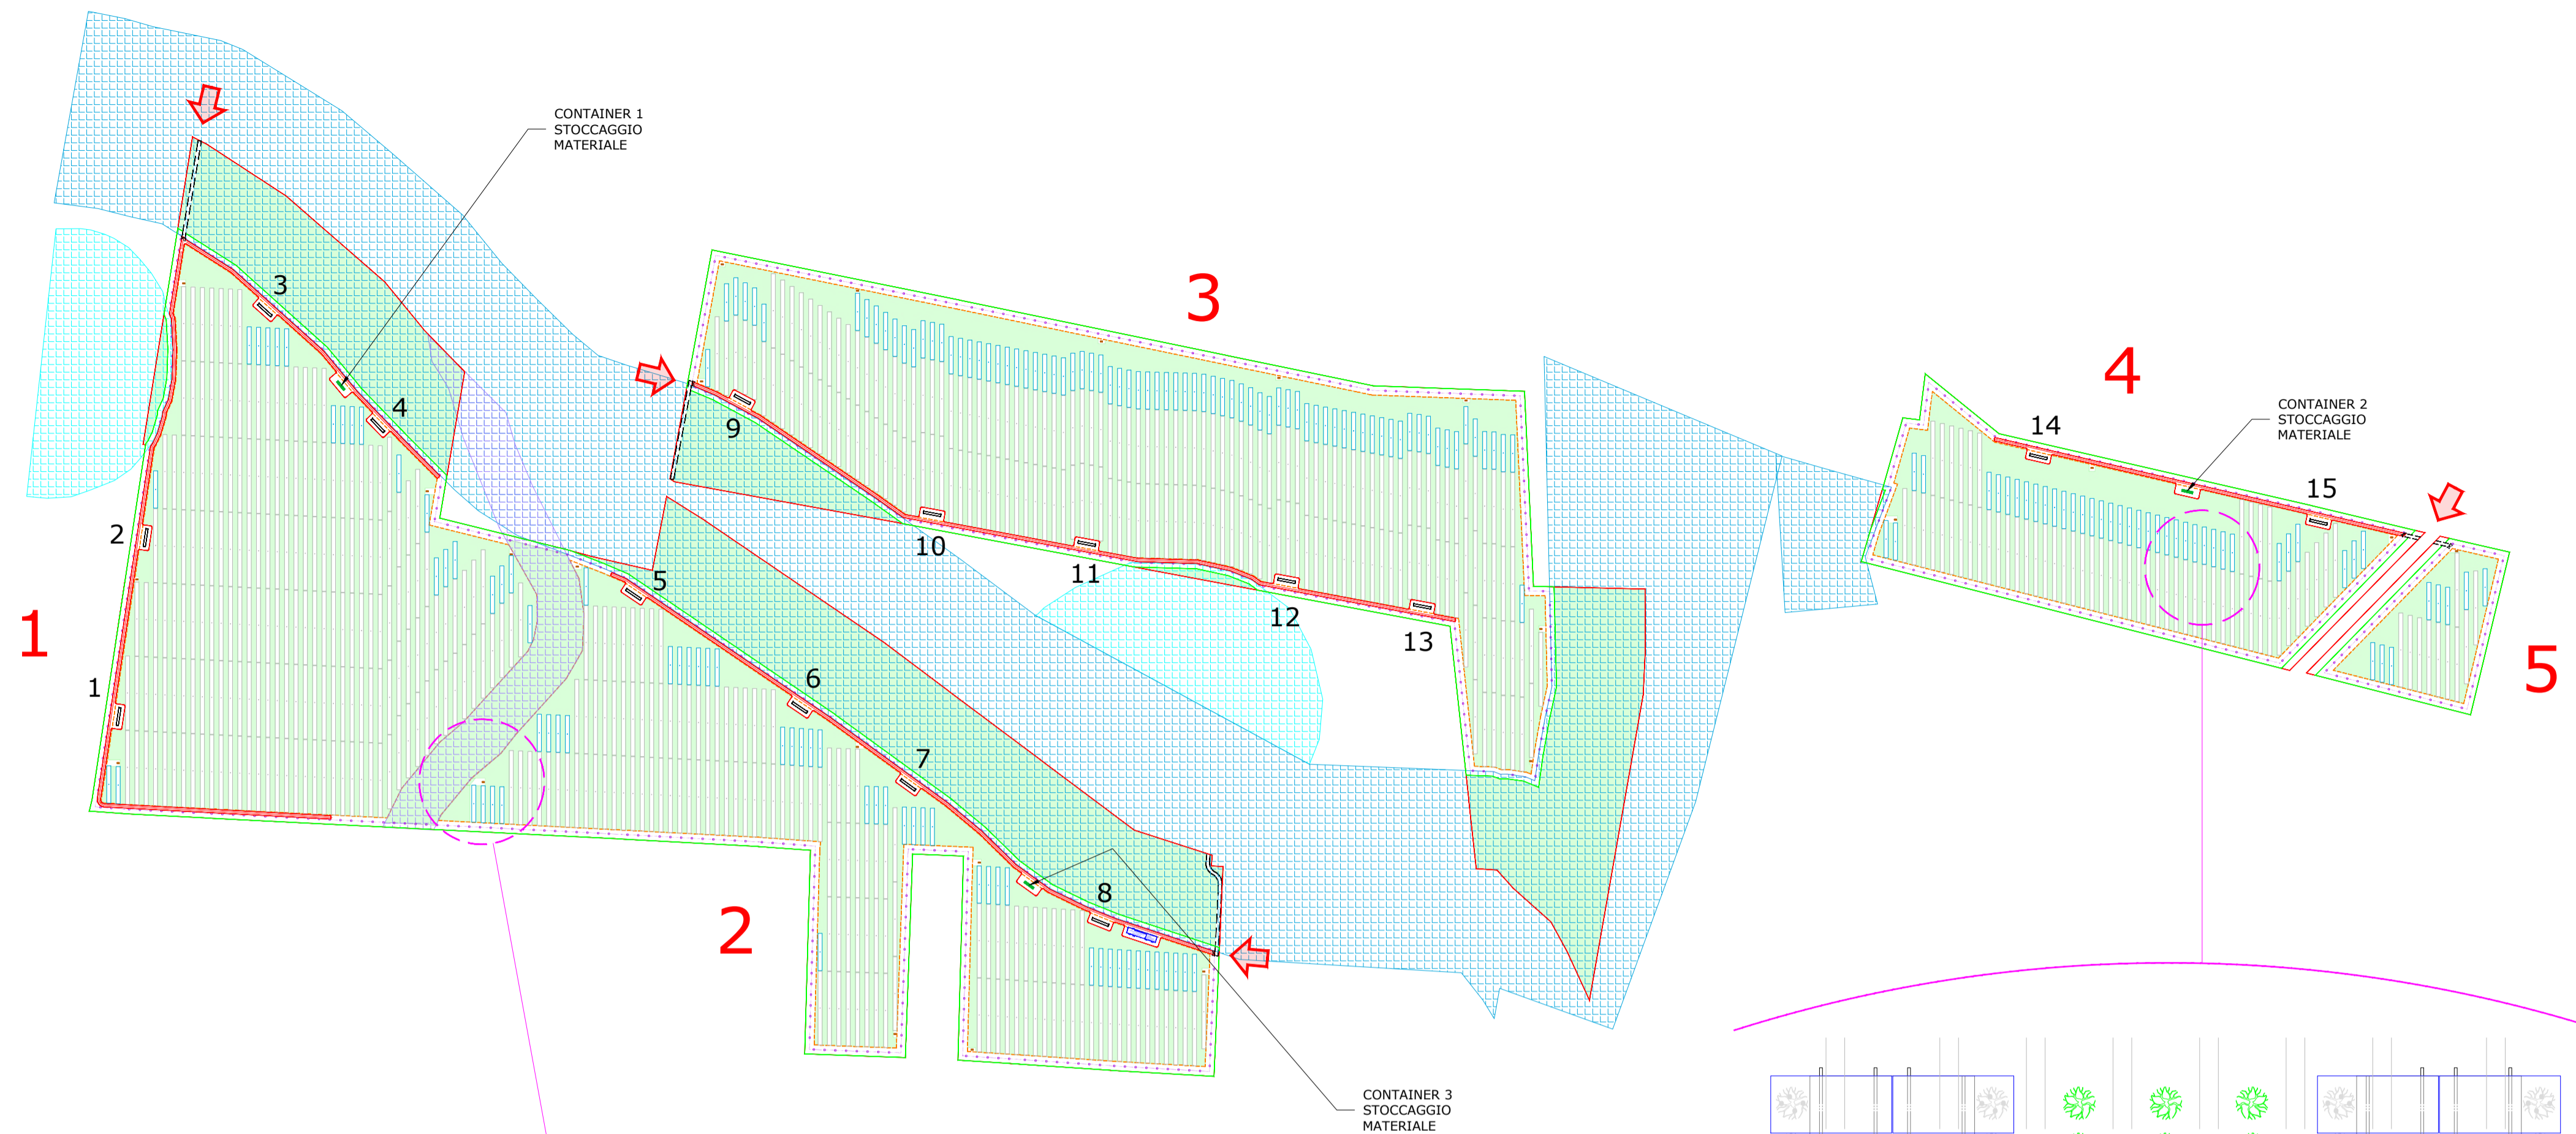 CONTAINER 1
STOCCAGGIO
MATERIALE
3
3
4
4
14
CONTAINER 2
STOCCAGGIO
MATERIALE
9
15
2
10
11
5
12
1
13
5
6
1
7
8
2
CONTAINER 3
STOCCAGGIO
MATERIALE